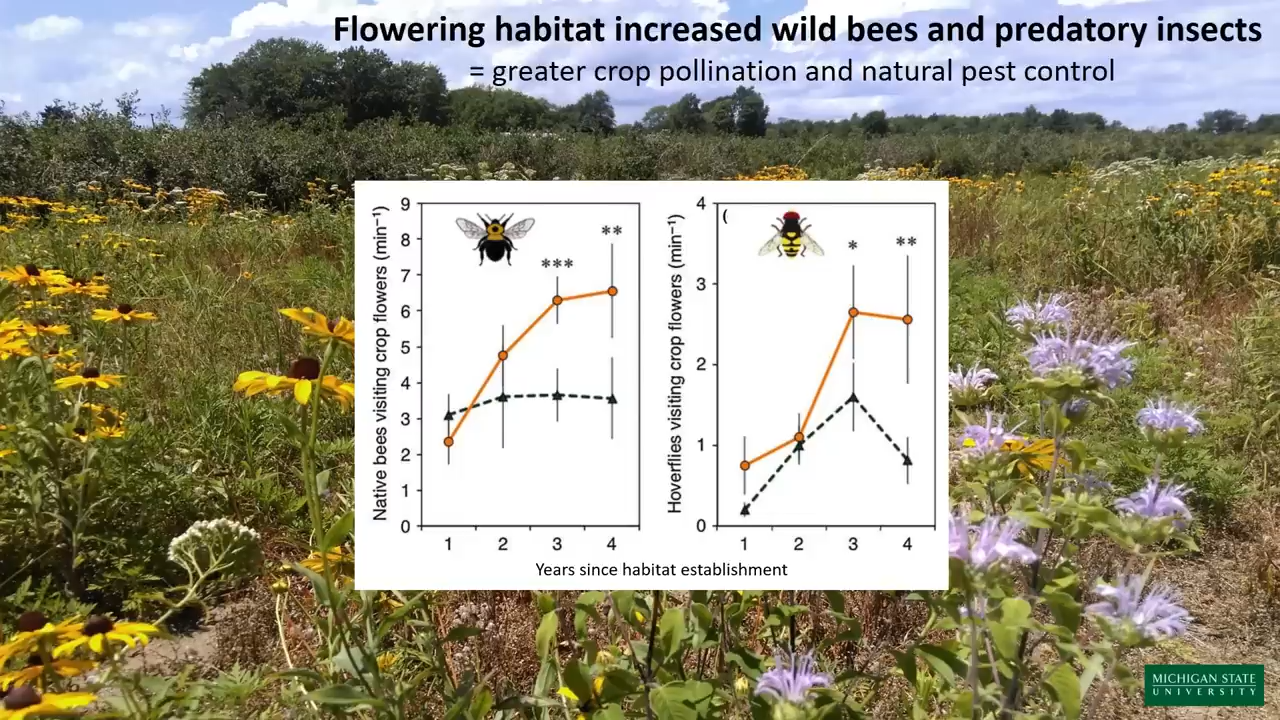 Flowering habitat increased wild bees and predatory insects
= greater crop pollination and natural pest control
Native bees visiting crop flowers (min⁻¹)
9
8
7
6
5
4
3
2
1
0
***
**
1 2 3 4
Hoverflies visiting crop flowers (min⁻¹)
4
3
2
1
0
(
*
**
1 2 3 4
Years since habitat establishment
MICHIGAN STATE
UNIVERSITY